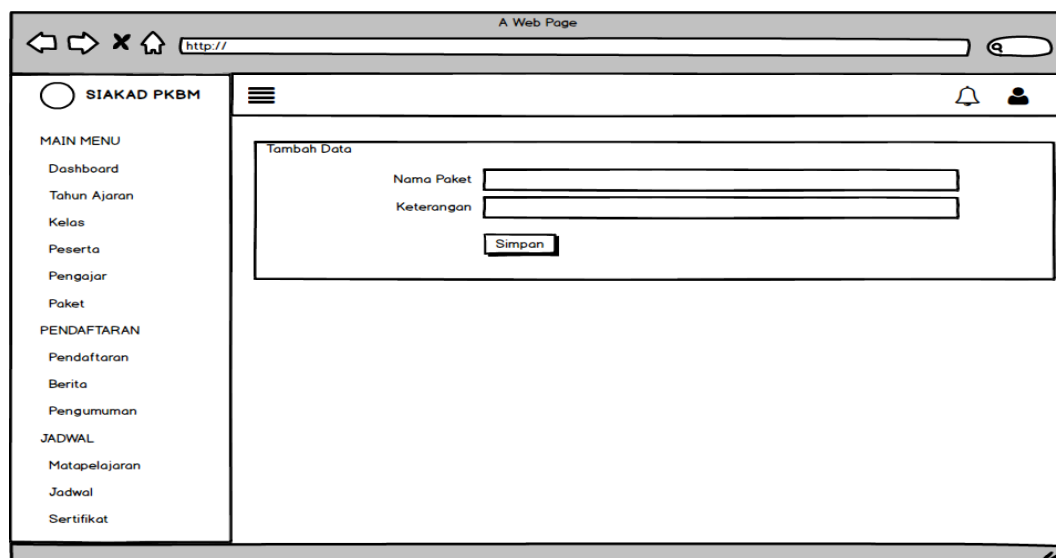 A Web Page
http://
SIAKAD PKBM
MAIN MENU
Dashboard
Tahun Ajaran
Kelas
Peserta
Pengajar
Paket
PENDAFTARAN
Pendaftaran
Berita
Pengumuman
JADWAL
Matapelajaran
Jadwal
Sertifikat
Tambah Data
Nama Paket
Keterangan
Simpan